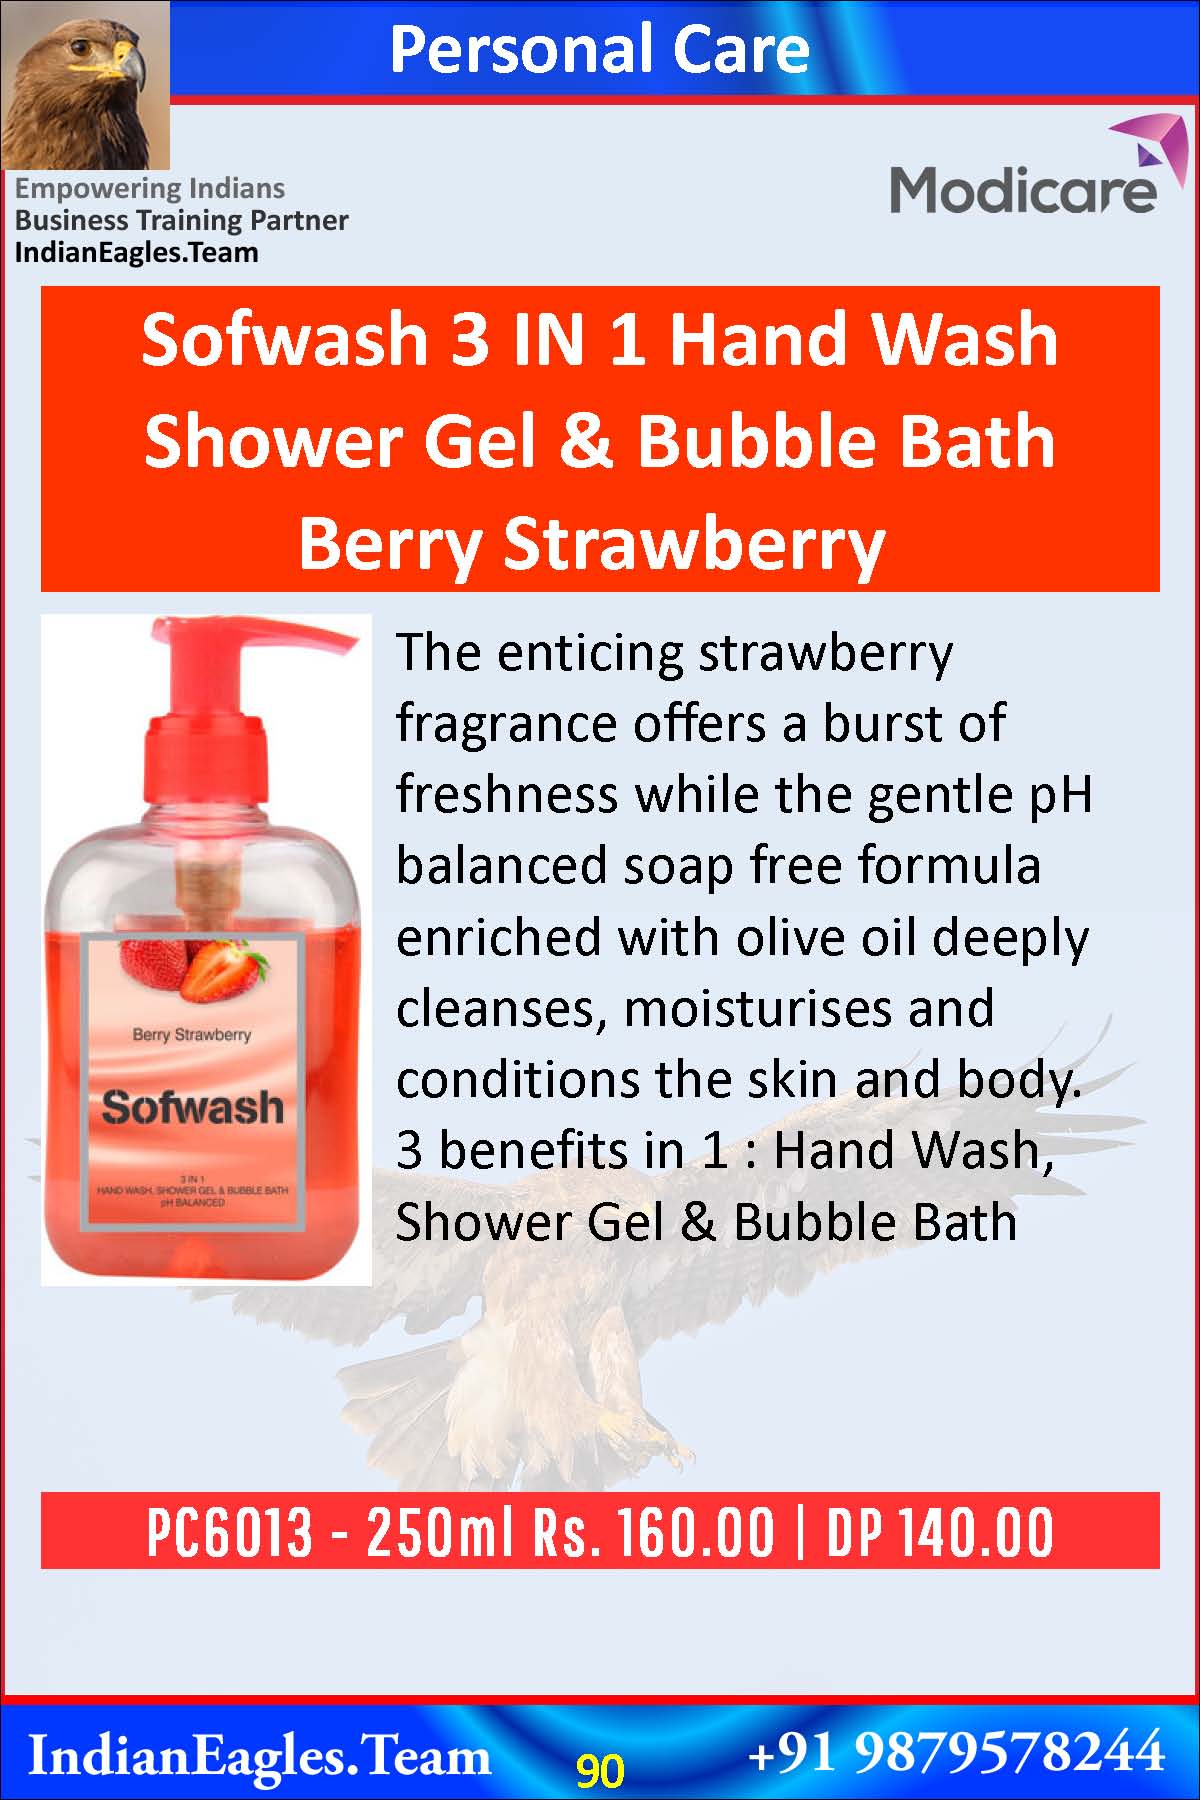 Personal Care
Empowering Indians
Business Training Partner
IndianEagles.Team
Modicare
Sofwash 3 IN 1 Hand Wash
Shower Gel & Bubble Bath
Berry Strawberry
The enticing strawberry
fragrance offers a burst of
freshness while the gentle pH
balanced soap free formula
enriched with olive oil deeply
cleanses, moisturises and
conditions the skin and body.
3 benefits in 1 : Hand Wash,
Shower Gel & Bubble Bath
Berry Strawberry
Sofwash
3 IN 1
HAND WASH, SHOWER GEL & BUBBLE BATH
pH BALANCED
PC6013 - 250ml Rs. 160.00 | DP 140.00
IndianEagles.Team
90
+91 9879578244